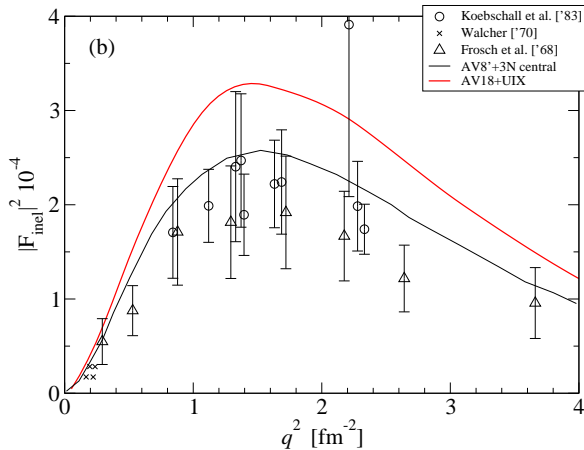 (b)
Koebschall et al. ['83]
Walcher ['70]
Frosch et al. ['68]
AV8'+3N central
AV18+UIX
|F_inel|^2 10^-4
4
3
2
1
0
0 1 2 3 4
q^2 [fm^-2]